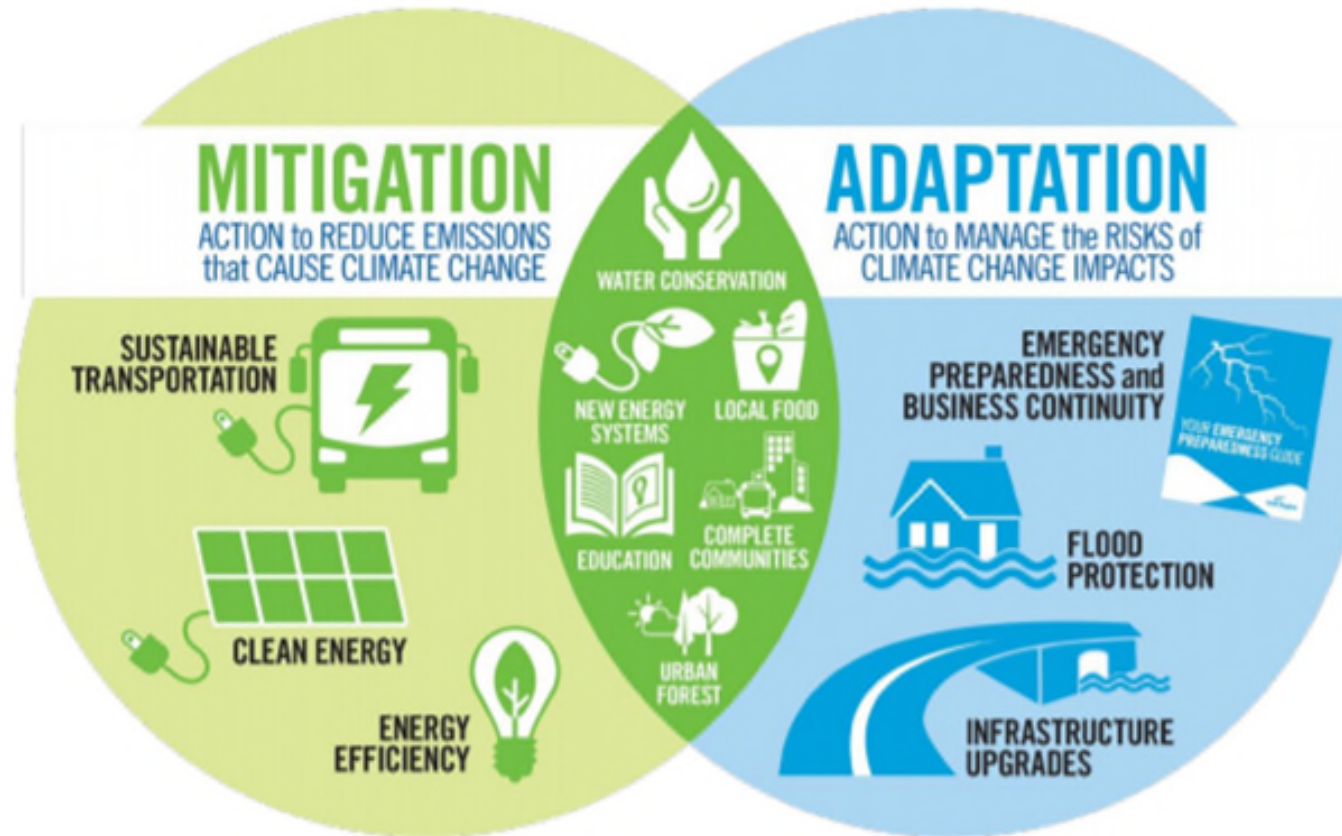 MITIGATION
ACTION to REDUCE EMISSIONS
that CAUSE CLIMATE CHANGE
SUSTAINABLE
TRANSPORTATION
CLEAN ENERGY
ENERGY
EFFICIENCY
WATER CONSERVATION
NEW ENERGY
SYSTEMS
LOCAL FOOD
EDUCATION
COMPLETE
COMMUNITIES
URBAN
FOREST
ADAPTATION
ACTION to MANAGE the RISKS of
CLIMATE CHANGE IMPACTS
EMERGENCY
PREPAREDNESS and
BUSINESS CONTINUITY
YOUR EMERGENCY
PREPAREDNESS GUIDE
FLOOD
PROTECTION
INFRASTRUCTURE
UPGRADES